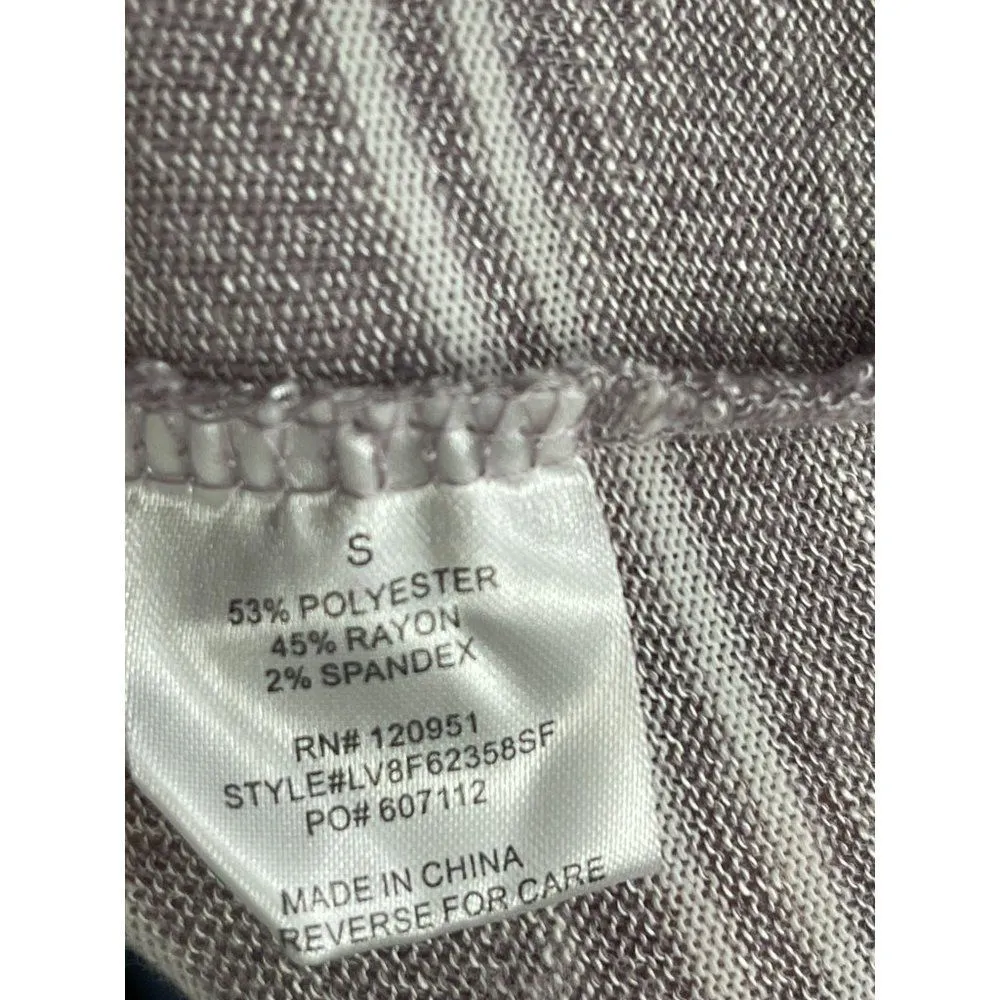 S
53% POLYESTER
45% RAYON
2% SPANDEX
RN# 120951
STYLE#LV8F62358SF
PO# 607112
MADE IN CHINA
REVERSE FOR CARE